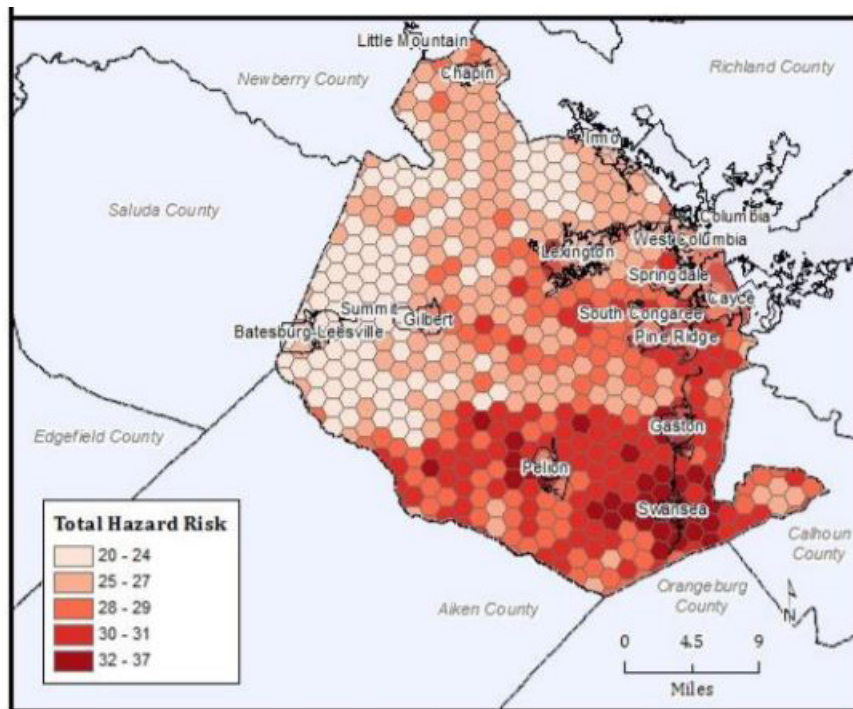 Little Mountain
Newberry County
Chapin
Richland County
Irmo
Saluda County
Columbia
West Columbia
Lexington
Springdale
Cayce
Summit
South Congaree
Gilbert
Batesburg-Leesville
Pine Ridge
Gaston
Edgefield County
Pelion
Swansea
Total Hazard Risk
20 - 24
25 - 27
28 - 29
30 - 31
32 - 37
Calhoun
County
Orangeburg
County
Aiken County
N
0 4.5 9
Miles